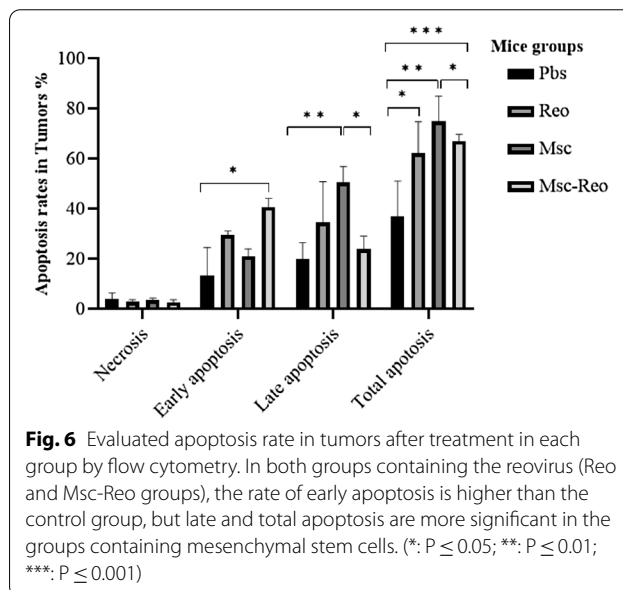 Apoptosis rates in Tumors %
100
80
60
40
20
0
* * *
* *
*
*
* *
*
*
Mice groups
Pbs
Reo
Msc
Msc-Reo
Necrosis
Early apoptosis
Late apoptosis
Total apotosis
Fig. 6 Evaluated apoptosis rate in tumors after treatment in each
group by flow cytometry. In both groups containing the reovirus (Reo
and Msc-Reo groups), the rate of early apoptosis is higher than the
control group, but late and total apoptosis are more significant in the
groups containing mesenchymal stem cells. (*: P ≤ 0.05; **: P ≤ 0.01;
***: P ≤ 0.001)